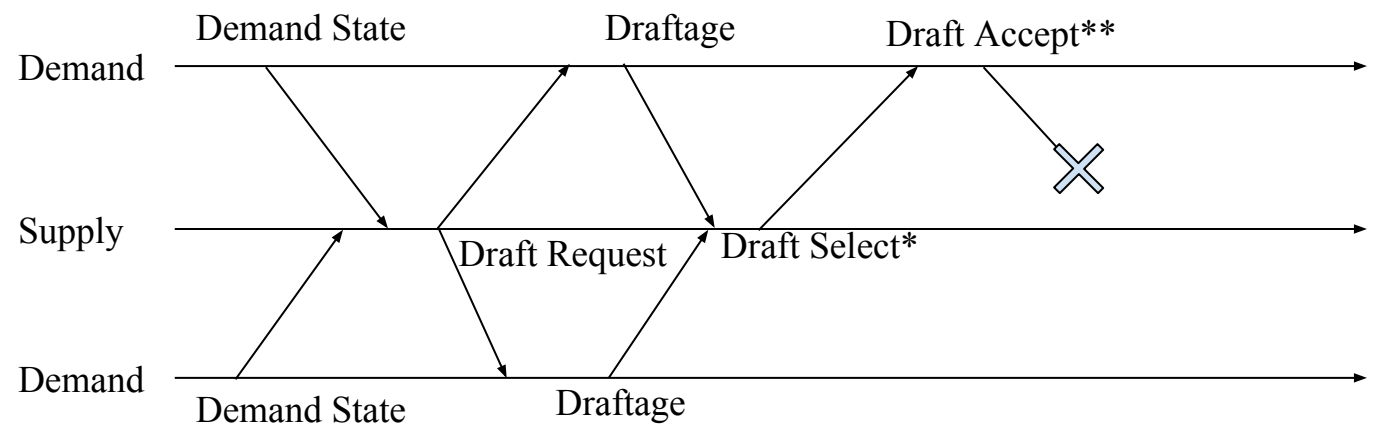 Demand State
Draftage
Draft Accept**
Demand
Supply
Draft Request
Draft Select*
Demand
Demand State
Draftage